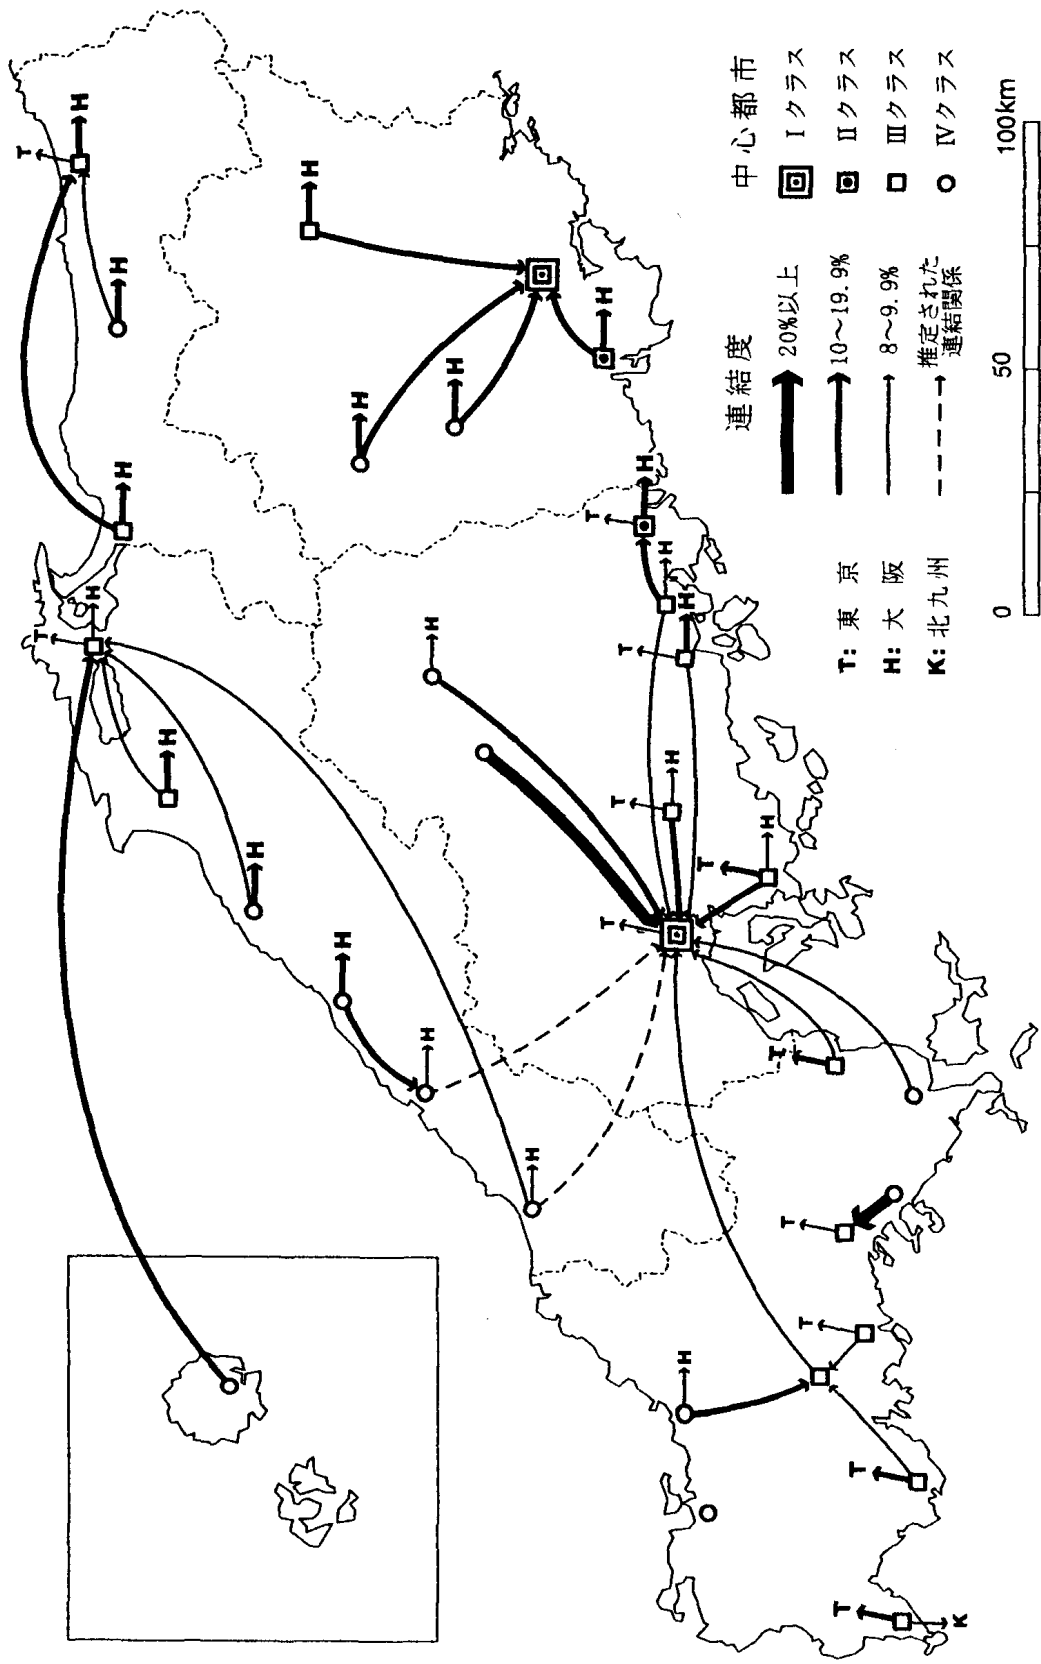 T
H
T
H
H
H
H
H
H
H
H
H
H
H
H
T
H
T
T
T
H
H
H
H
H
T
H
T
T
T
T
T
K
連結度
20%以上
10～19.9%
8～9.9%
推定された
連結関係
中心都市
Ⅰクラス
Ⅱクラス
Ⅲクラス
Ⅳクラス
T: 東京
H: 大阪
K: 北九州
0 50 100km